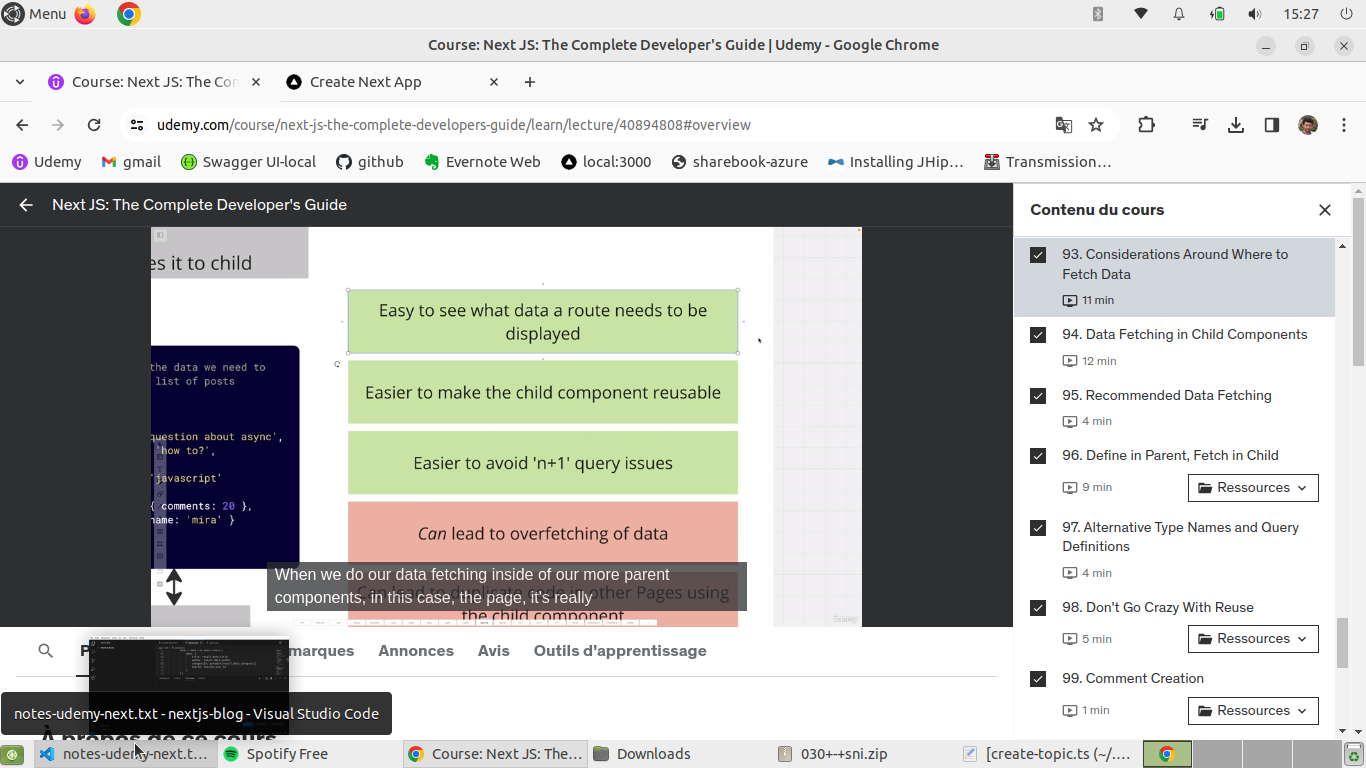 Menu
15:27
Course: Next JS: The Complete Developer's Guide | Udemy - Google Chrome
Course: Next JS: The Con
Create Next App
udemy.com/course/next-js-the-complete-developers-guide/learn/lecture/40894808#overview
Udemy
gmail
Swagger UI-local
github
Evernote Web
local:3000
sharebook-azure
Installing JHip...
Transmission...
Next JS: The Complete Developer's Guide
Contenu du cours
es it to child
Easy to see what data a route needs to be
displayed
Easier to make the child component reusable
Easier to avoid 'n+1' query issues
Can lead to overfetching of data
Can lead to duplicate code in other Pages using
the child component
the data we need to
list of posts
question about async',
'how to?',
'javascript'
{ comments: 20 },
name: 'mira' }
When we do our data fetching inside of our more parent
components, in this case, the page, it's really
Udemy
93. Considerations Around Where to
Fetch Data
11 min
94. Data Fetching in Child Components
12 min
95. Recommended Data Fetching
4 min
96. Define in Parent, Fetch in Child
9 min
Ressources
97. Alternative Type Names and Query
Definitions
4 min
98. Don't Go Crazy With Reuse
5 min
Ressources
99. Comment Creation
1 min
Ressources
marques
Annonces
Avis
Outils d'apprentissage
À propos de ce cours
notes-udemy-next.txt - nextjs-blog - Visual Studio Code
notes-udemy-next.t...
Spotify Free
Course: Next JS: The...
Downloads
030+-+sni.zip
[create-topic.ts (~/....